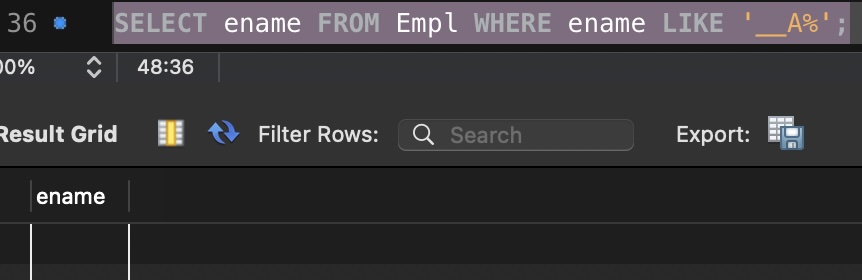 36 SELECT ename FROM Empl WHERE ename LIKE '__A%';
00% 48:36
Result Grid Filter Rows: Search Export:
ename